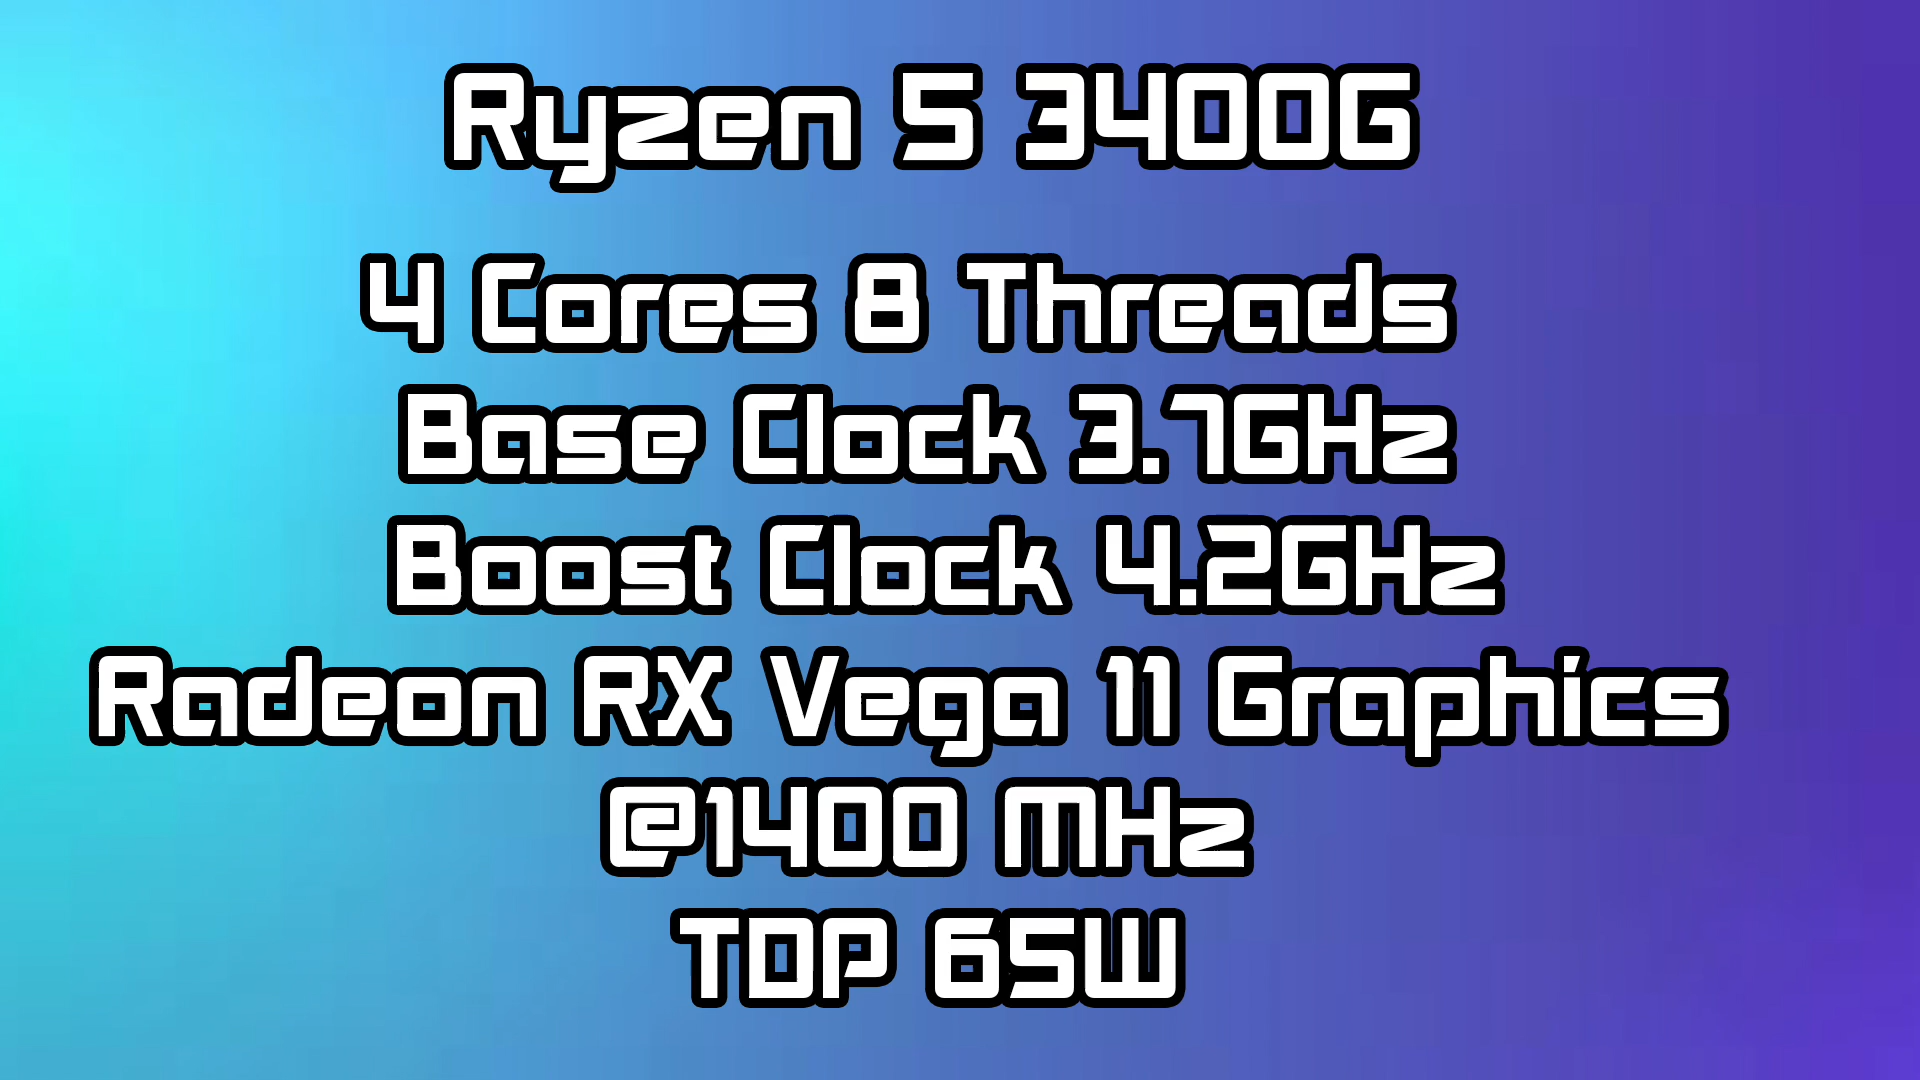 Ryzen 5 3400G
4 Cores 8 Threads
Base Clock 3.7GHz
Boost Clock 4.2GHz
Radeon RX Vega 11 Graphics
@1400 MHz
TDP 65W